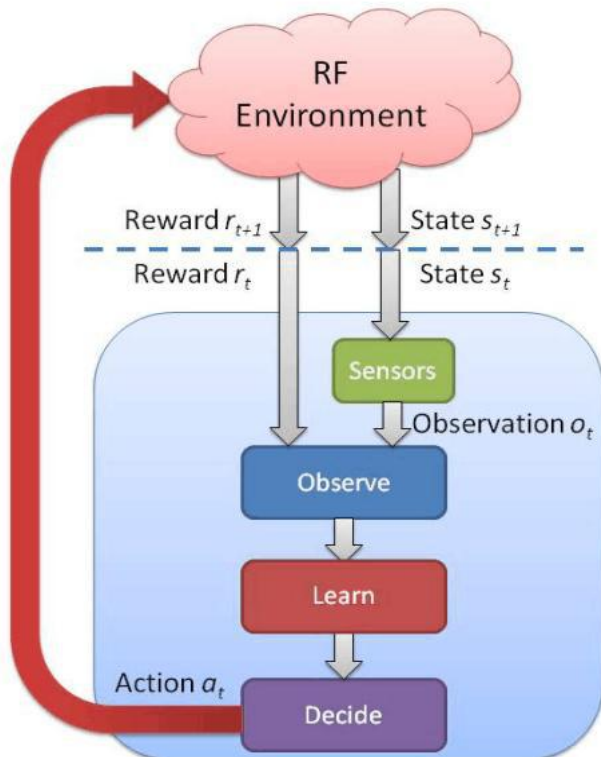 RF
Environment
Reward r_{t+1}
State s_{t+1}
Reward r_t
State s_t
Sensors
Observation o_t
Observe
Learn
Action a_t
Decide